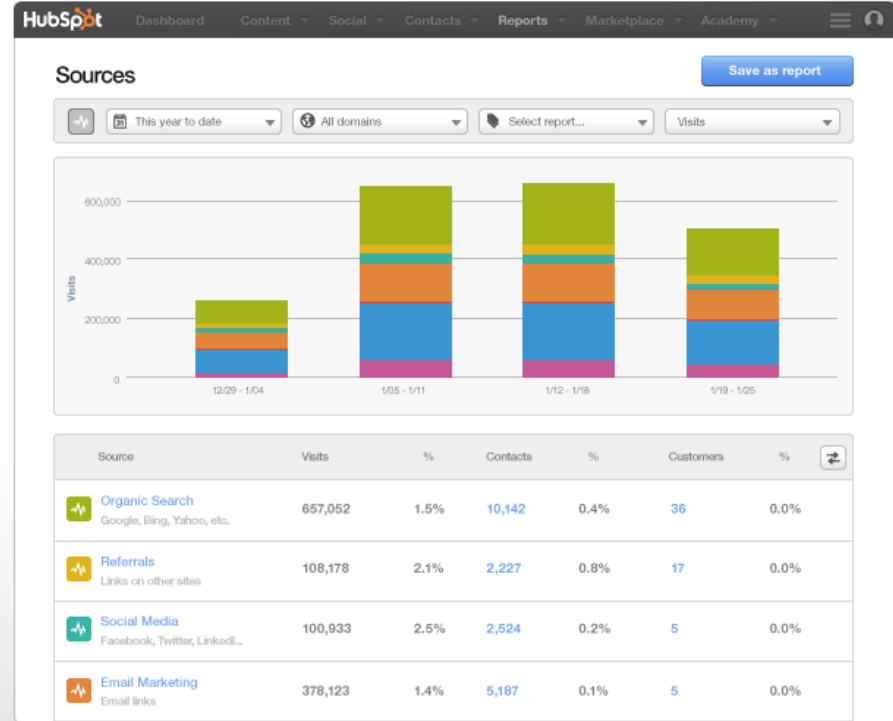 HubSpot Dashboard Content Social Contacts Reports Marketplace Academy
Sources
Save as report
31 This year to date All domains Select report... Visits
600,000
400,000
200,000
0
Visits
12/29 - 1/04 1/05 - 1/11 1/12 - 1/18 1/19 - 1/25
Source Visits % Contacts % Customers %
Organic Search
Google, Bing, Yahoo, etc.
657,052 1.5% 10,142 0.4% 36 0.0%
Referrals
Links on other sites
108,178 2.1% 2,227 0.8% 17 0.0%
Social Media
Facebook, Twitter, LinkedI...
100,933 2.5% 2,524 0.2% 5 0.0%
Email Marketing
Email links
378,123 1.4% 5,187 0.1% 5 0.0%